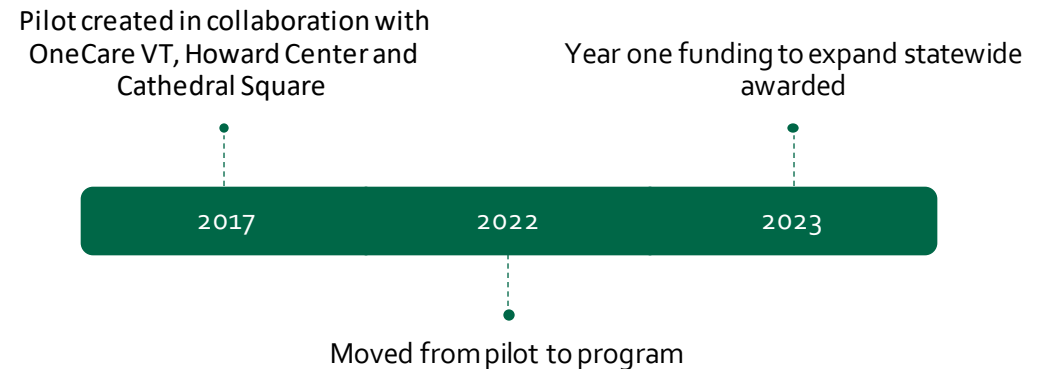 Pilot created in collaboration with
OneCare VT, Howard Center and
Cathedral Square
Year one funding to expand statewide
awarded
2017
2022
2023
Moved from pilot to program